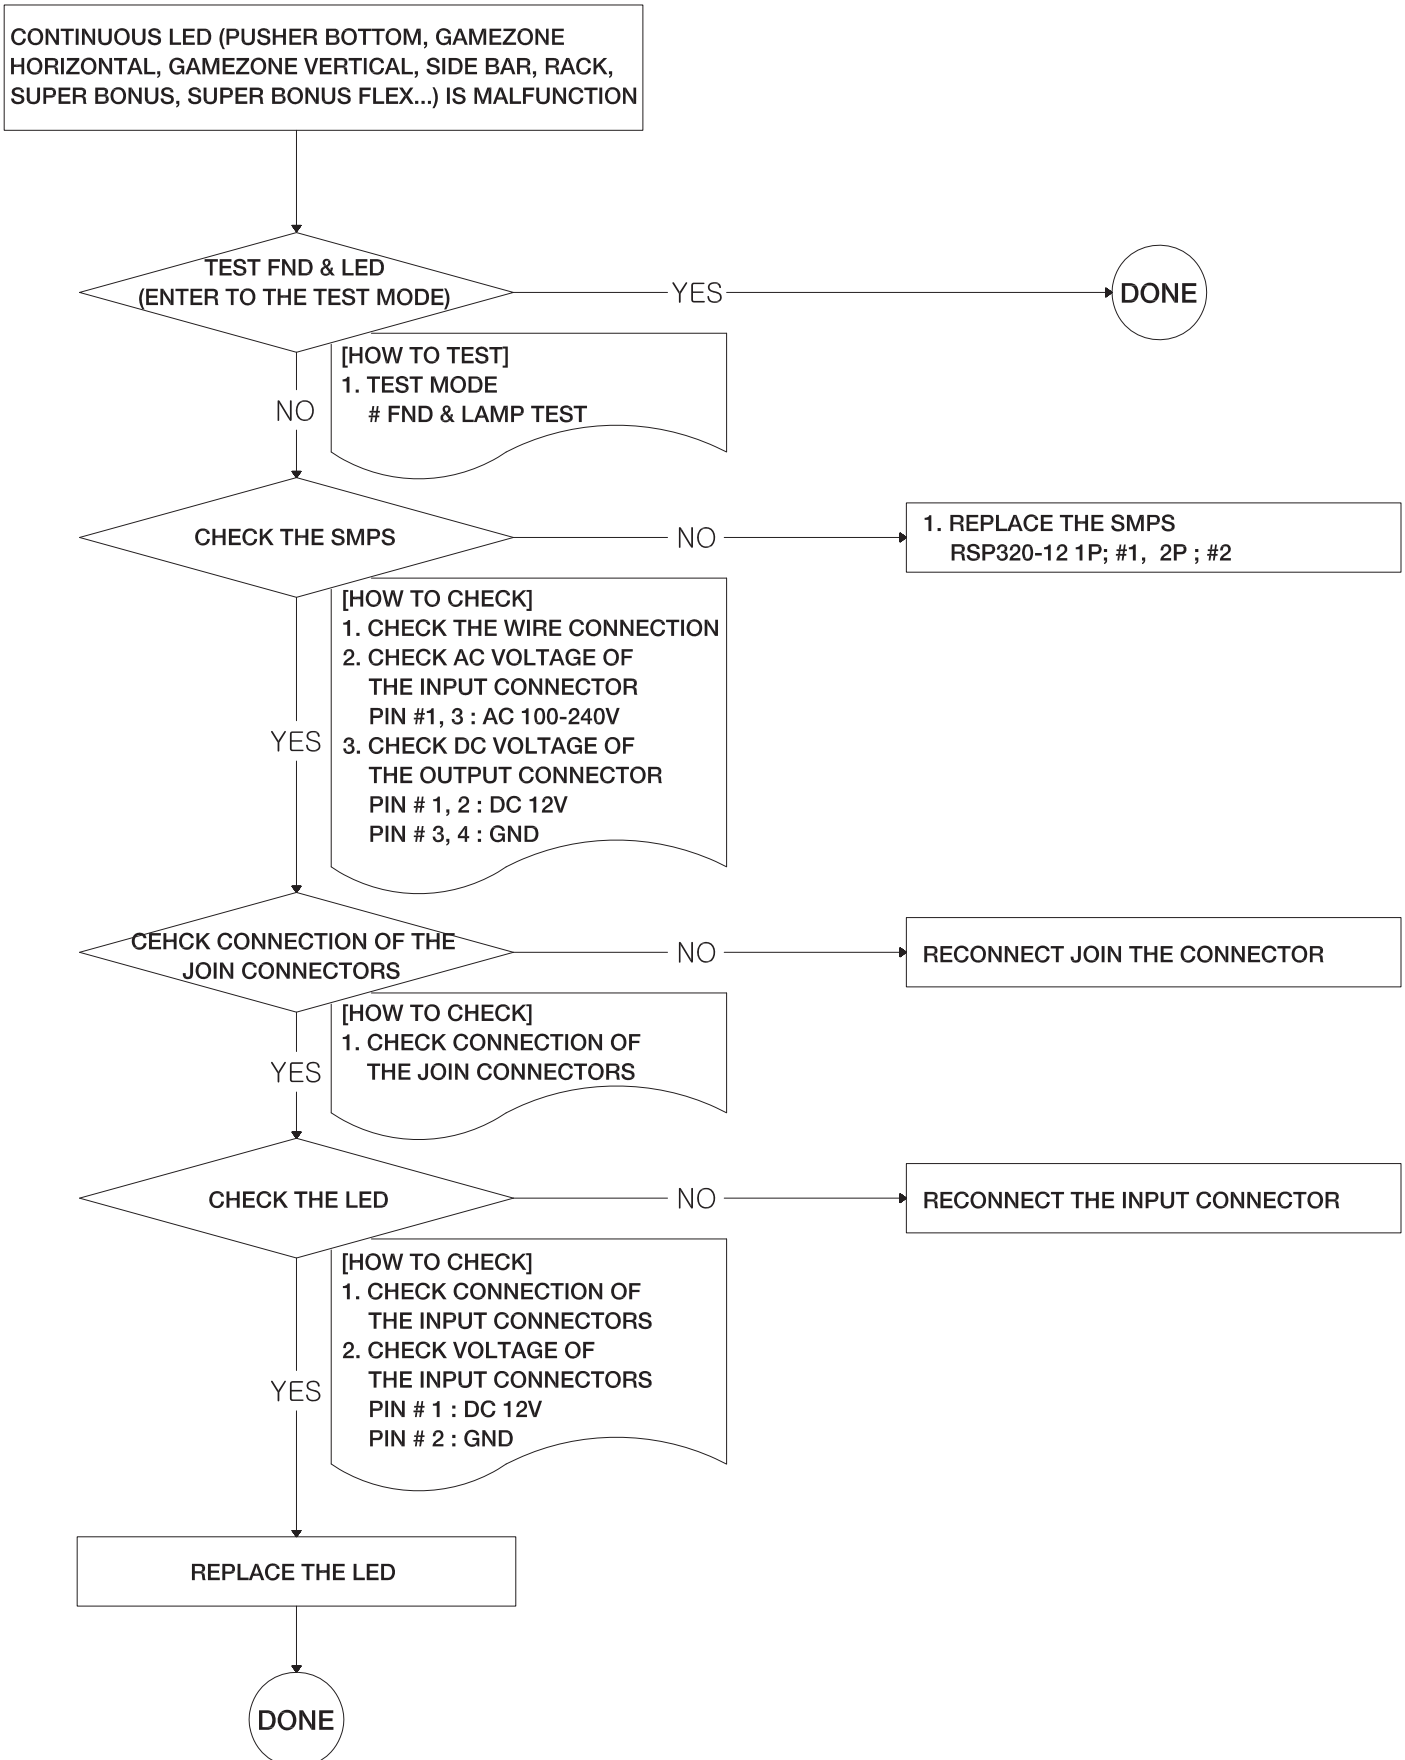 CONTINUOUS LED (PUSHER BOTTOM, GAMEZONE
HORIZONTAL, GAMEZONE VERTICAL, SIDE BAR, RACK,
SUPER BONUS, SUPER BONUS FLEX...) IS MALFUNCTION
TEST FND & LED
(ENTER TO THE TEST MODE)
YES
DONE
[HOW TO TEST]
1. TEST MODE
# FND & LAMP TEST
NO
CHECK THE SMPS
NO
1. REPLACE THE SMPS
RSP320-12 1P; #1, 2P ; #2
[HOW TO CHECK]
1. CHECK THE WIRE CONNECTION
2. CHECK AC VOLTAGE OF
THE INPUT CONNECTOR
PIN #1, 3 : AC 100-240V
3. CHECK DC VOLTAGE OF
THE OUTPUT CONNECTOR
PIN # 1, 2 : DC 12V
PIN # 3, 4 : GND
YES
CEHCK CONNECTION OF THE
JOIN CONNECTORS
NO
RECONNECT JOIN THE CONNECTOR
[HOW TO CHECK]
1. CHECK CONNECTION OF
THE JOIN CONNECTORS
YES
CHECK THE LED
NO
RECONNECT THE INPUT CONNECTOR
[HOW TO CHECK]
1. CHECK CONNECTION OF
THE INPUT CONNECTORS
2. CHECK VOLTAGE OF
THE INPUT CONNECTORS
PIN # 1 : DC 12V
PIN # 2 : GND
YES
REPLACE THE LED
DONE